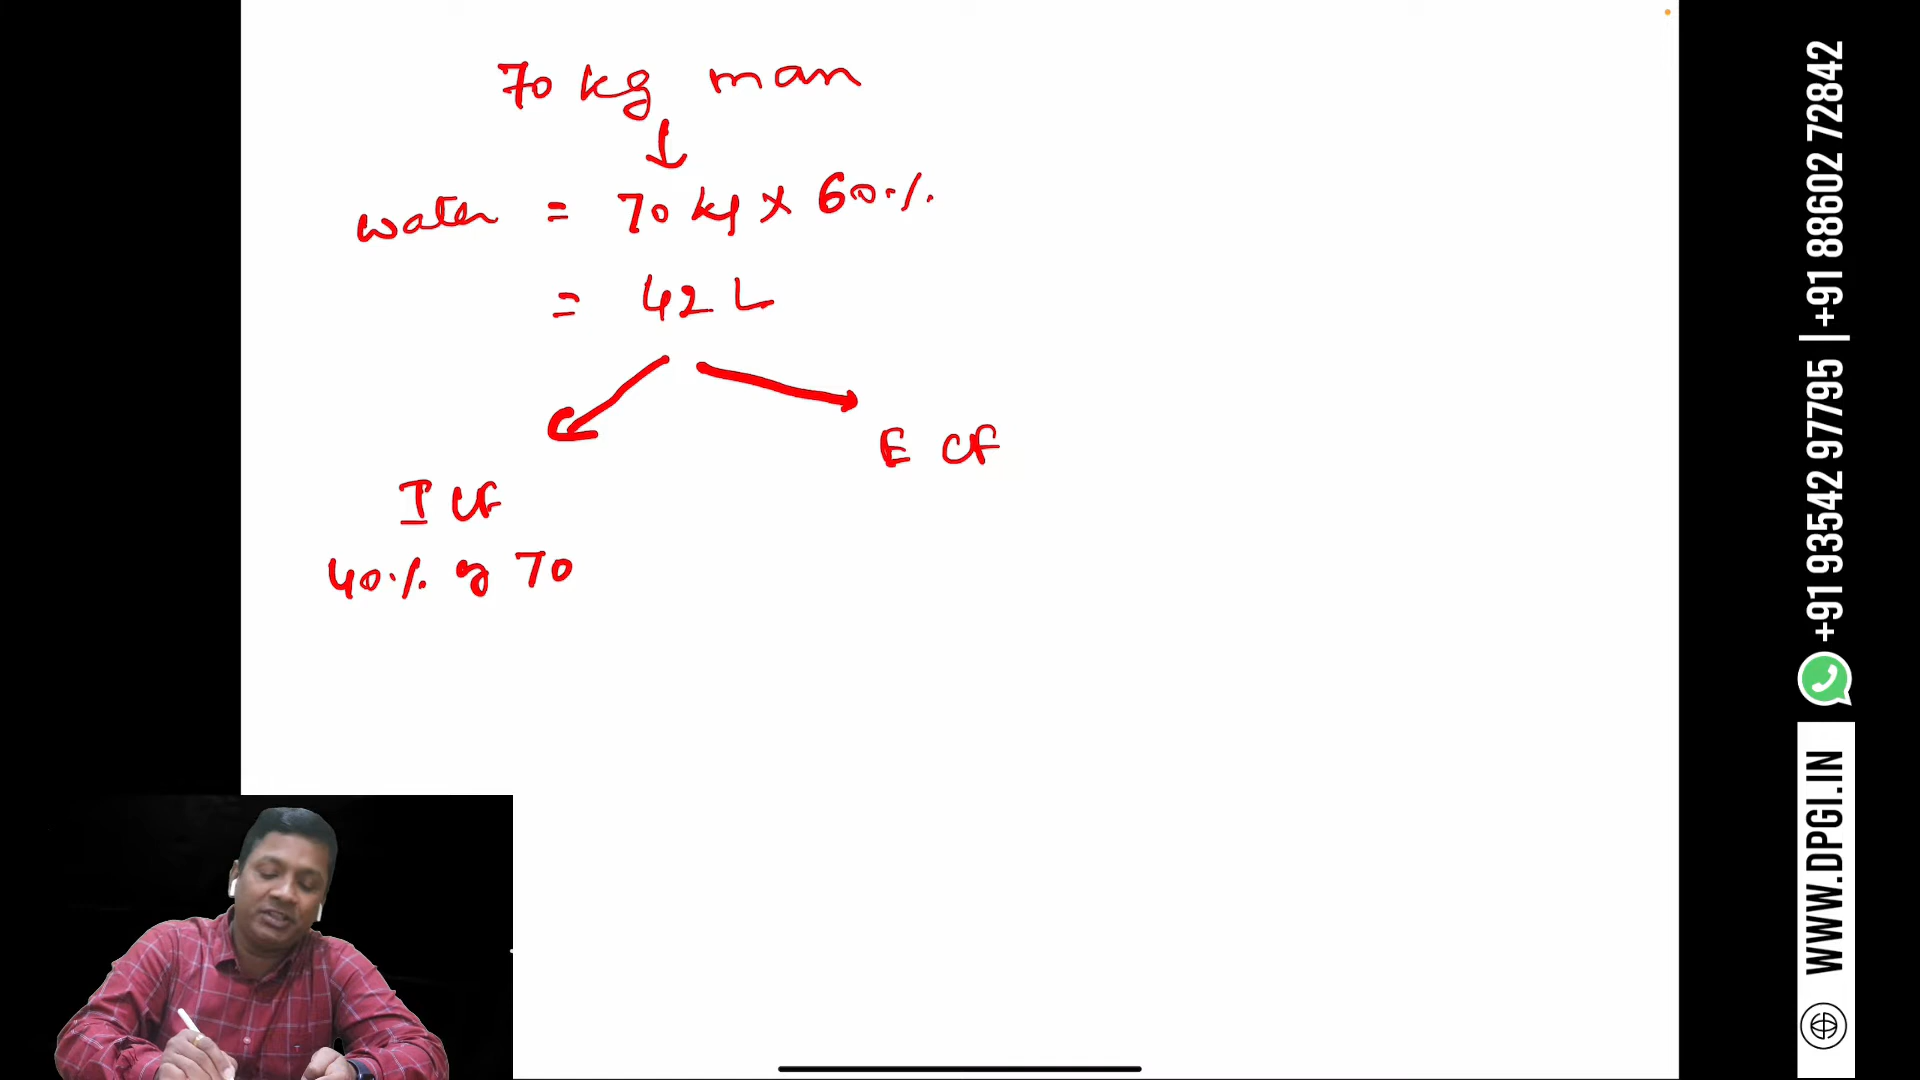 70 kg man
water = 70 kg x 60%
= 42 L
E CF
I CF
40% of 70
+91 93542 97795 | +91 88602 72842
WWW.DPGI.IN